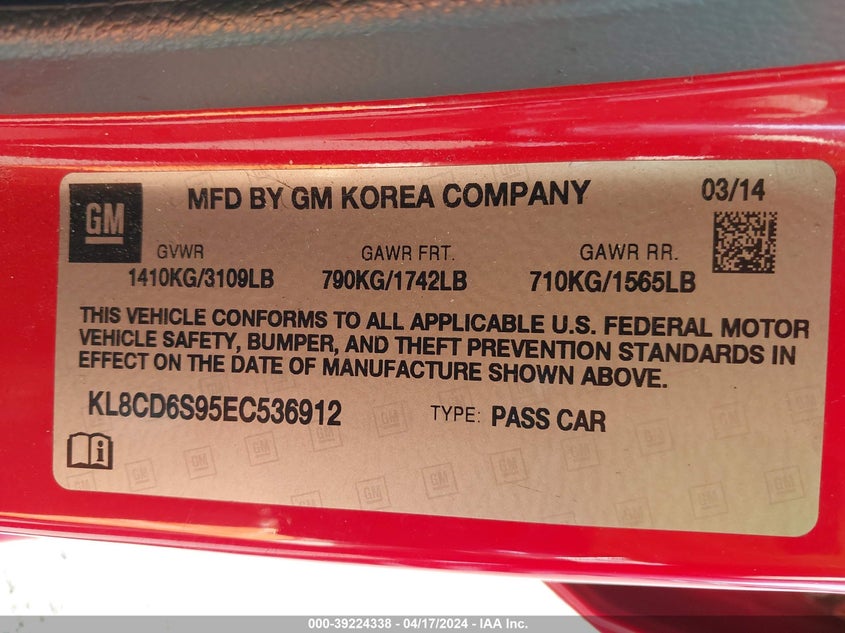 GM
MFD BY GM KOREA COMPANY
03/14
GVWR GAWR FRT. GAWR RR.
1410KG/3109LB 790KG/1742LB 710KG/1565LB
THIS VEHICLE CONFORMS TO ALL APPLICABLE U.S. FEDERAL MOTOR
VEHICLE SAFETY, BUMPER, AND THEFT PREVENTION STANDARDS IN
EFFECT ON THE DATE OF MANUFACTURE SHOWN ABOVE.
KL8CD6S95EC536912 TYPE: PASS CAR
000-39224338 - 04/17/2024 - IAA Inc.